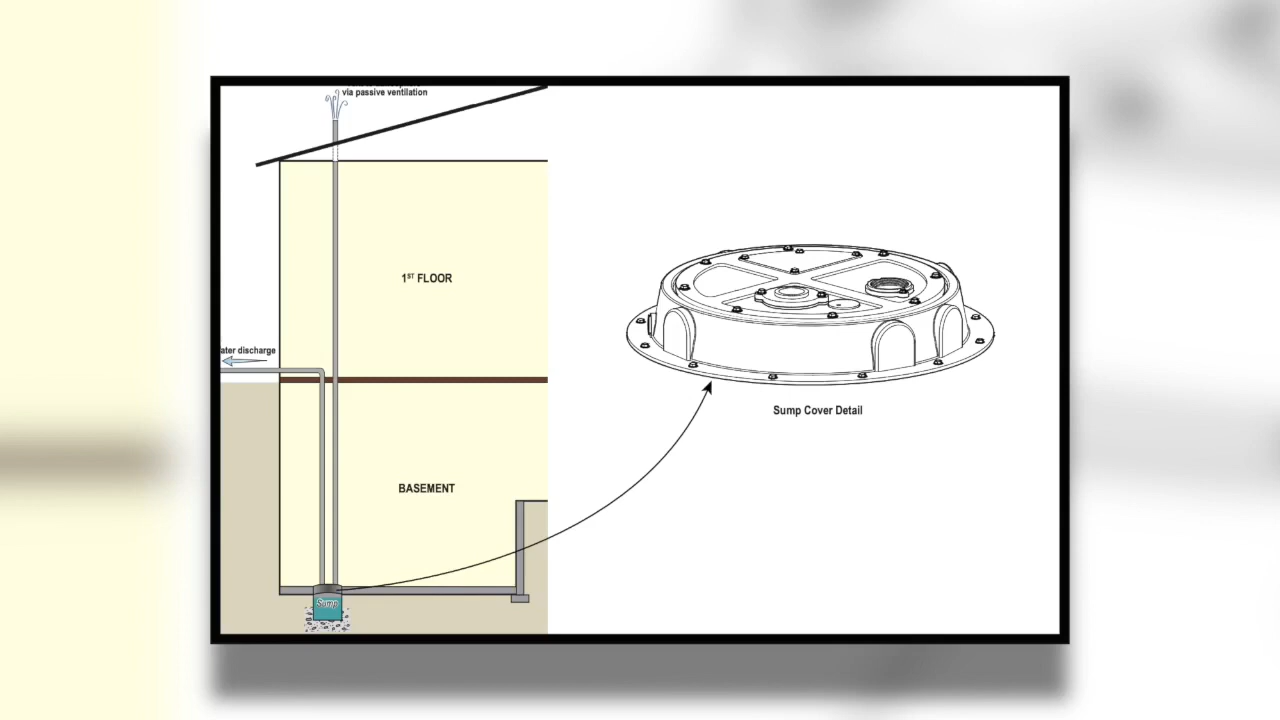 via passive ventilation
1ST FLOOR
ater discharge
Sump Cover Detail
BASEMENT
Sump